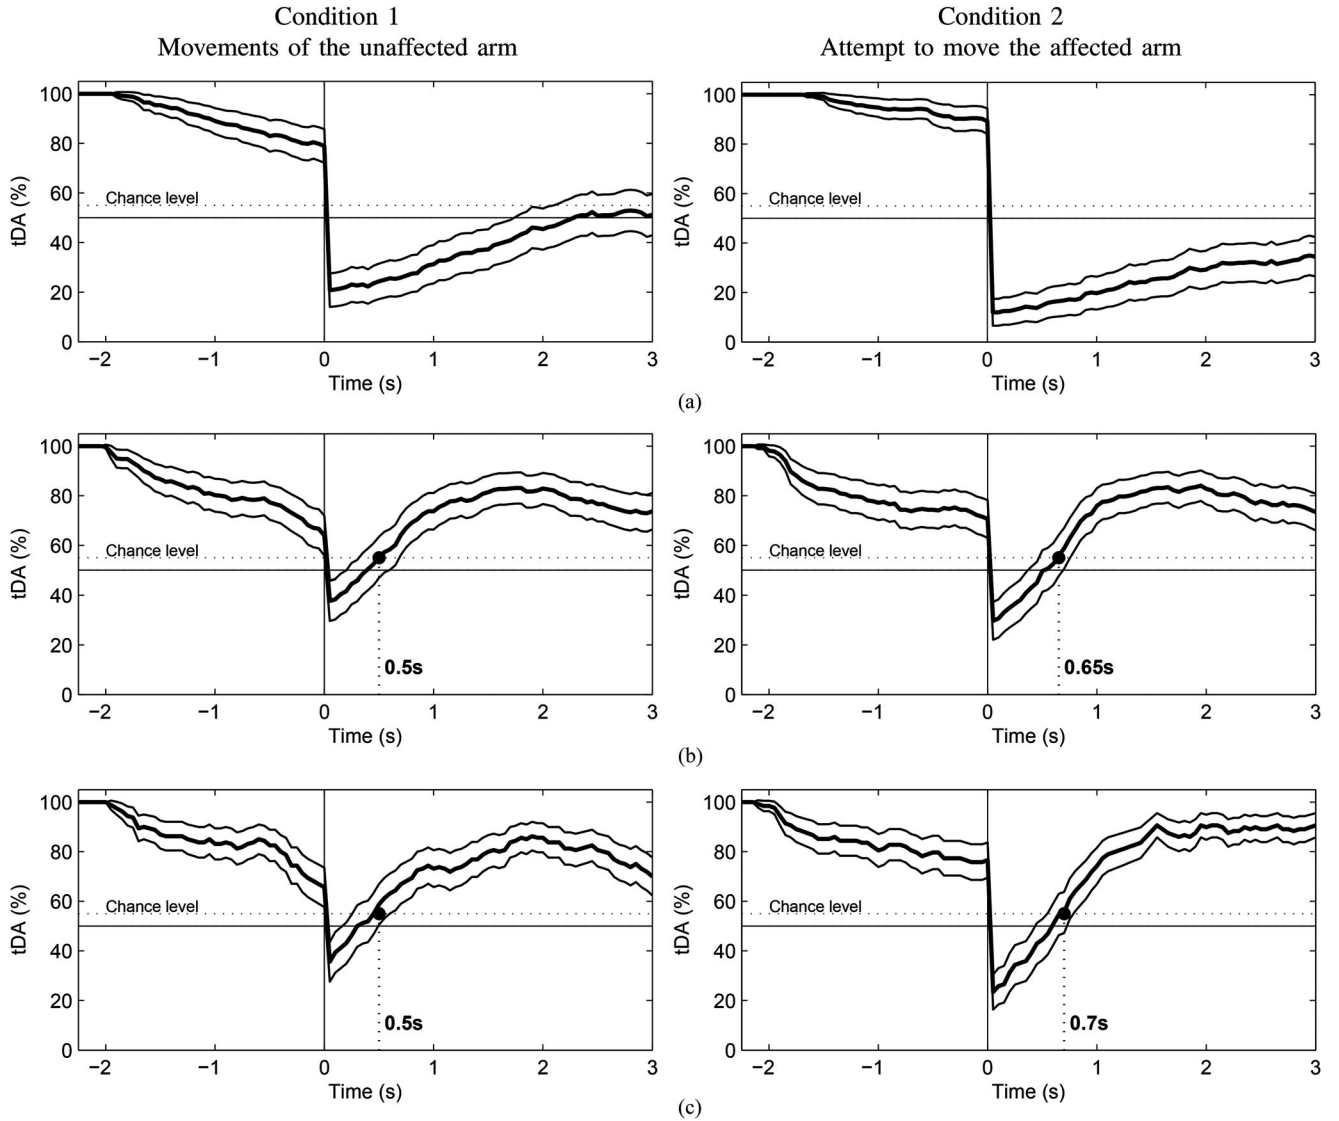 Condition 1
Movements of the unaffected arm
Condition 2
Attempt to move the affected arm
100
80
60
40
20
0
tDA (%)
Chance level
−2 −1 0 1 2 3
Time (s)
100
80
60
40
20
0
tDA (%)
Chance level
−2 −1 0 1 2 3
Time (s)
(a)
100
80
60
40
20
0
tDA (%)
Chance level
0.5s
−2 −1 0 1 2 3
Time (s)
100
80
60
40
20
0
tDA (%)
Chance level
0.65s
−2 −1 0 1 2 3
Time (s)
(b)
100
80
60
40
20
0
tDA (%)
Chance level
0.5s
−2 −1 0 1 2 3
Time (s)
100
80
60
40
20
0
tDA (%)
Chance level
0.7s
−2 −1 0 1 2 3
Time (s)
(c)